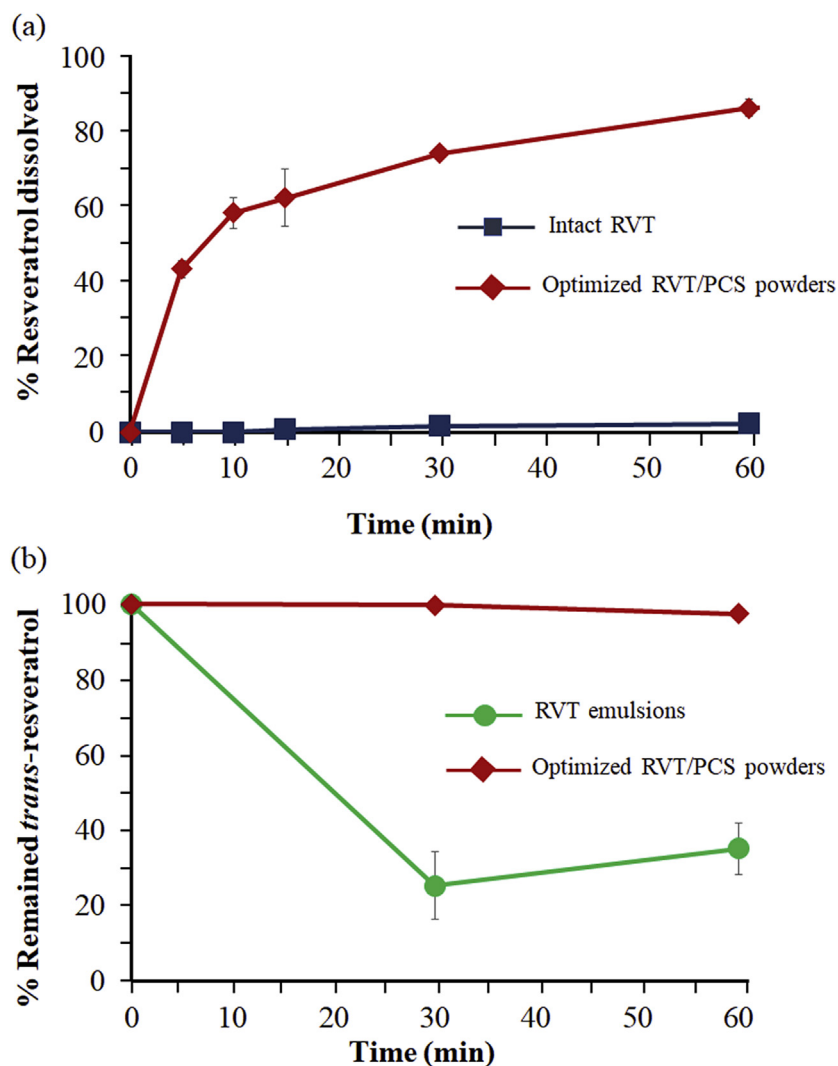 (a)
% Resveratrol dissolved
100
80
60
40
20
0
Intact RVT
Optimized RVT/PCS powders
0 10 20 30 40 50 60
Time (min)
(b)
% Remained trans-resveratrol
100
80
60
40
20
0
RVT emulsions
Optimized RVT/PCS powders
0 10 20 30 40 50 60
Time (min)